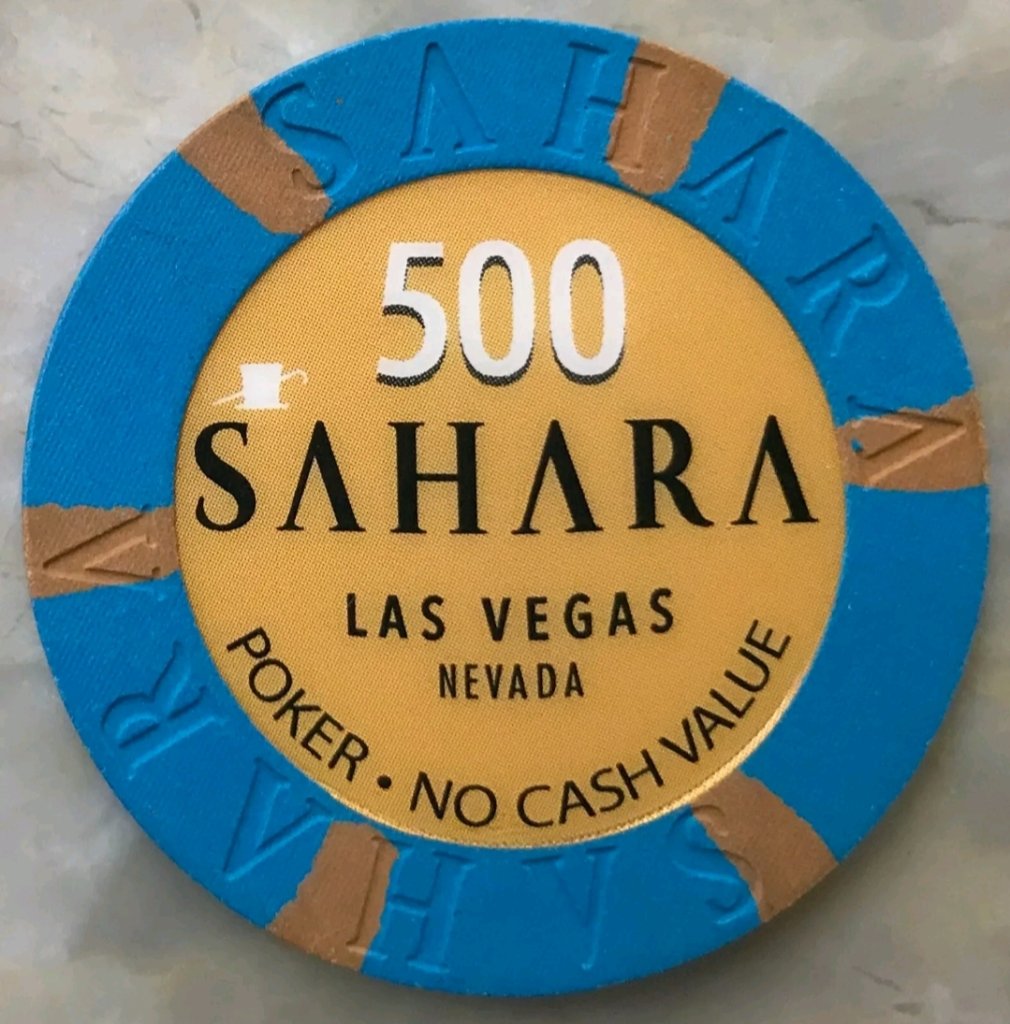 SAHARA
500
SAHARA
LAS VEGAS
NEVADA
POKER • NO CASH VALUE
SAHARA